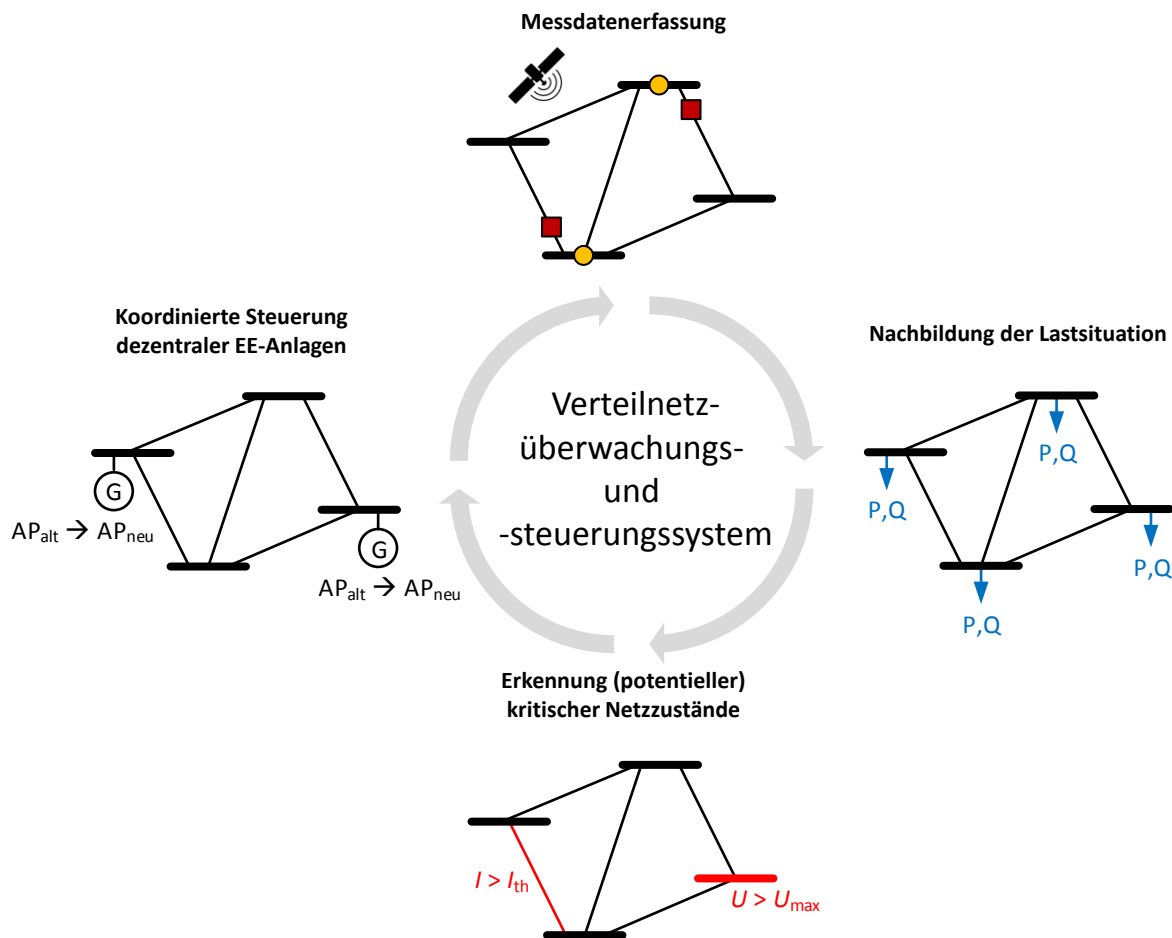 Messdatenerfassung
Koordinierte Steuerung
dezentraler EE-Anlagen
G
APalt → APneu
G
APalt → APneu
Verteilnetz-
überwachungs-
und
-steuerungssystem
Nachbildung der Lastsituation
P,Q
P,Q
P,Q
P,Q
Erkennung (potentieller)
kritischer Netzzustände
I > Ith
U > Umax